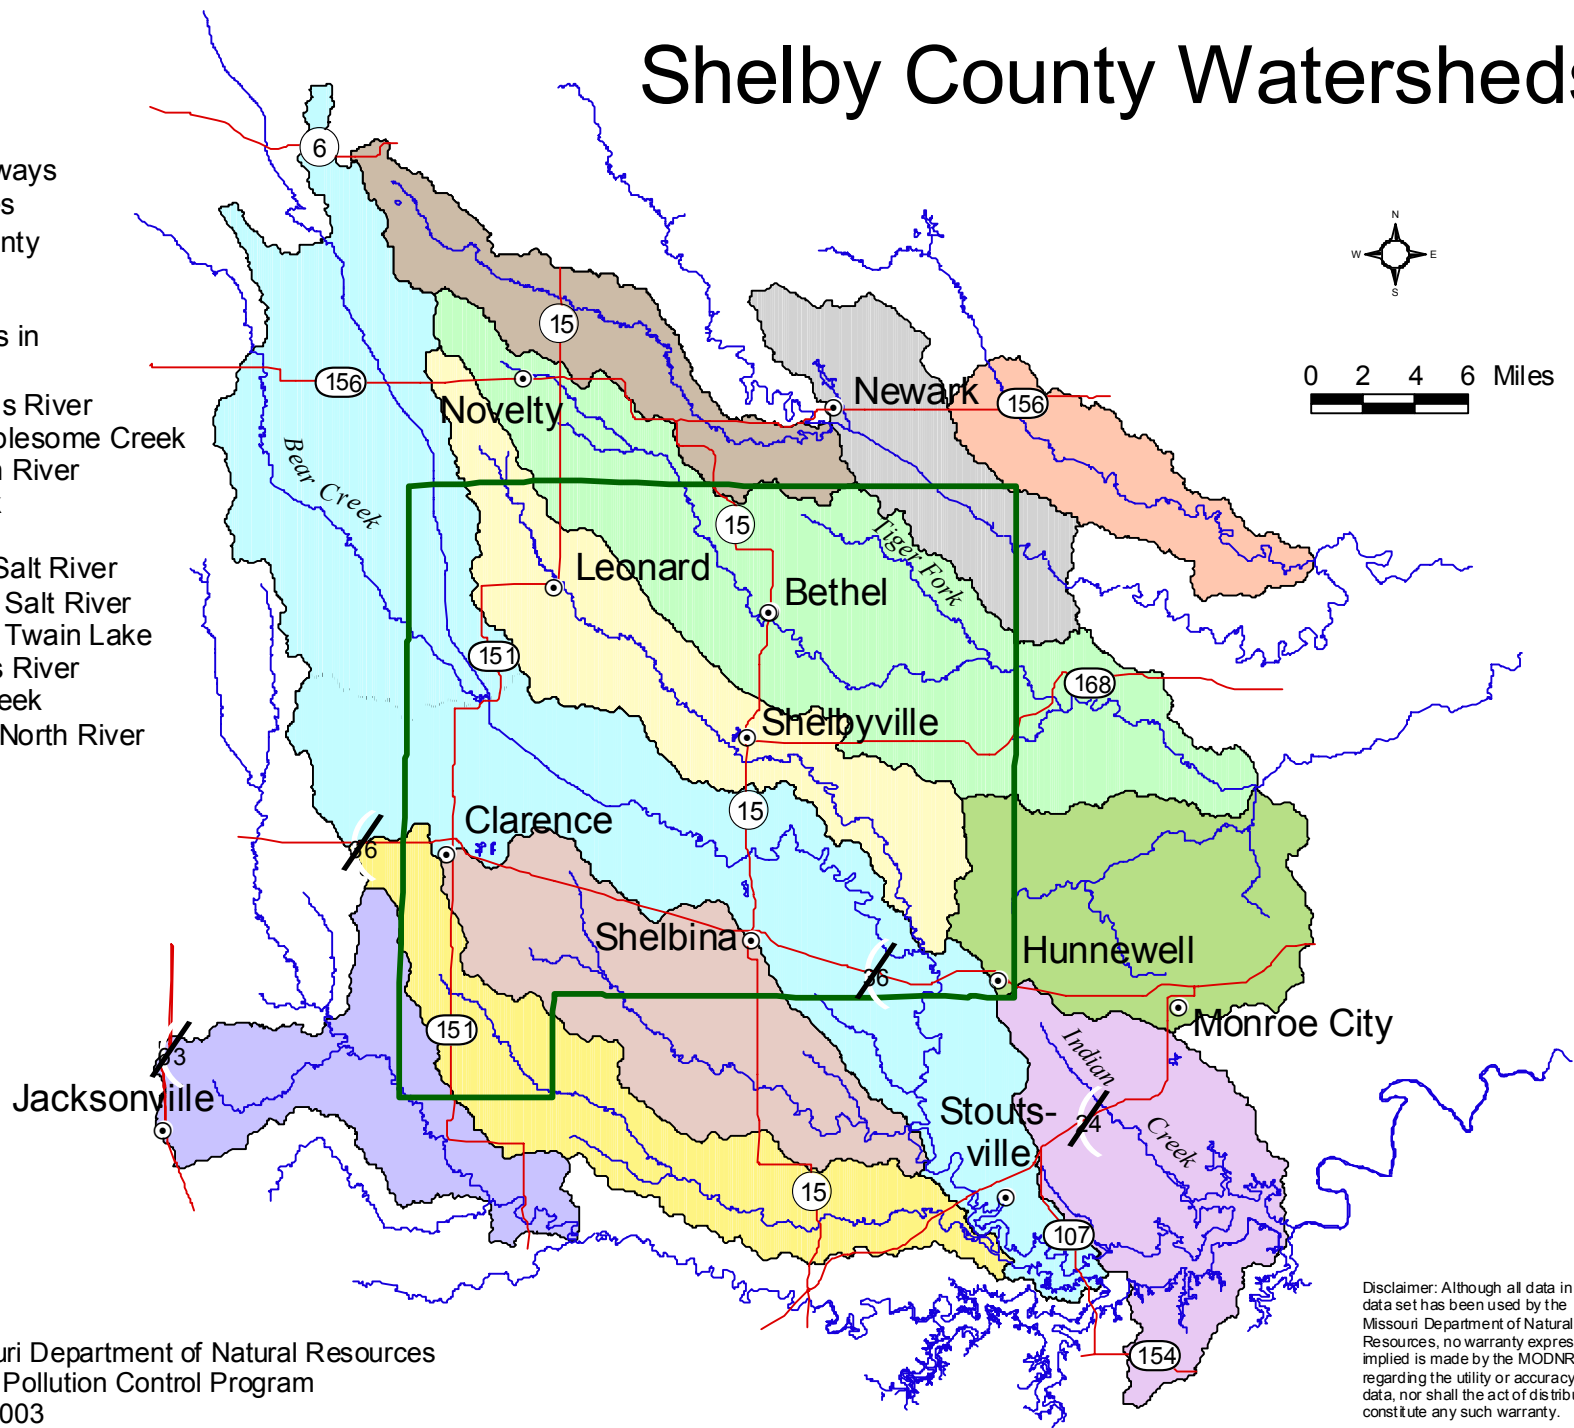 Shelby County Watersheds
6
ways
s
nty
N
W E
S
15
s in
156
0 2 4 6 Miles
Newark
156
s River
Novelty
olesome Creek
Bear Creek
n River
15
Tiger Fork
Salt River
Leonard
Bethel
Salt River
Twain Lake
151
s River
168
eek
Shelbyville
North River
15
Clarence
36
Shelbina
Hunnewell
36
Monroe City
151
63
Indian
Jacksonville
Stouts-
24
Creek
ville
15
107
Disclaimer: Although all data in
data set has been used by the
Missouri Department of Natural
Resources, no warranty expres
implied is made by the MODNR
regarding the utility or accuracy
data, nor shall the act of distribu
constitute any such warranty.
154
uri Department of Natural Resources
Pollution Control Program
003